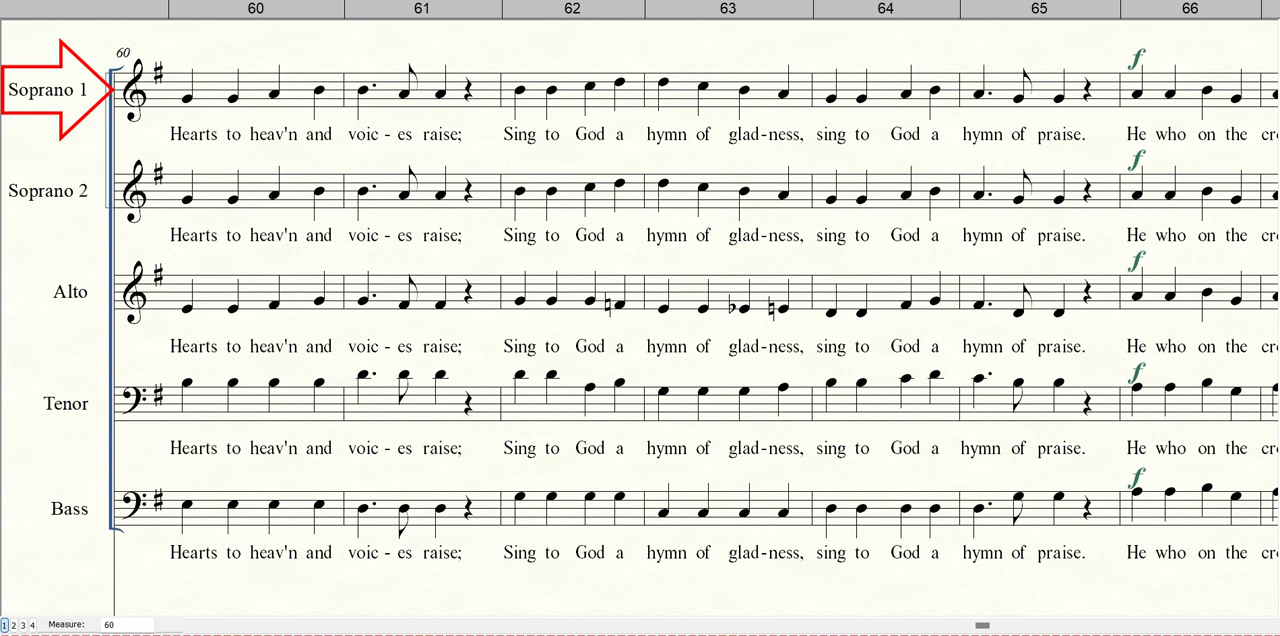 60 61 62 63 64 65 66
60
f
Soprano 1
Hearts to heav'n and voic - es raise; Sing to God a hymn of glad-ness, sing to God a hymn of praise. He who on the cr
f
Soprano 2
Hearts to heav'n and voic - es raise; Sing to God a hymn of glad-ness, sing to God a hymn of praise. He who on the cr
f
Alto
Hearts to heav'n and voic - es raise; Sing to God a hymn of glad-ness, sing to God a hymn of praise. He who on the cr
f
Tenor
Hearts to heav'n and voic - es raise; Sing to God a hymn of glad-ness, sing to God a hymn of praise. He who on the cr
f
Bass
Hearts to heav'n and voic - es raise; Sing to God a hymn of glad-ness, sing to God a hymn of praise. He who on the cr
1 2 3 4 Measure: 60